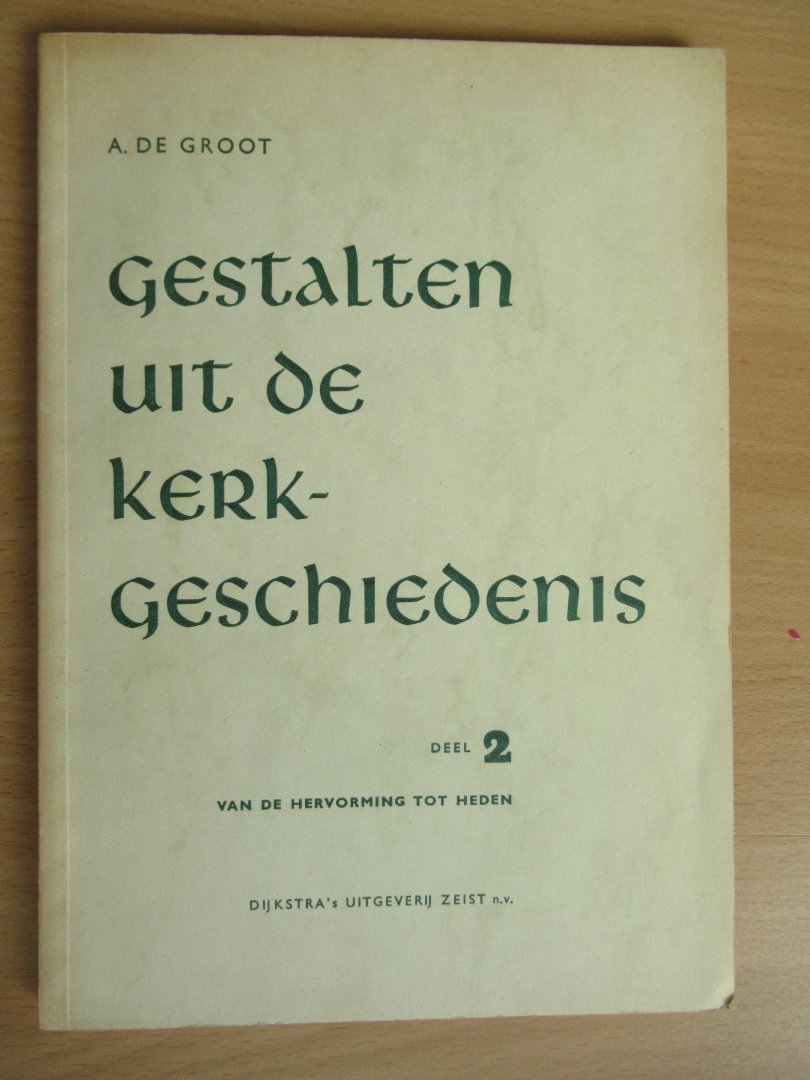 A. DE GROOT
GESTALTEN
UIT DE
KERK-
GESCHIEDENIS
DEEL 2
VAN DE HERVORMING TOT HEDEN
DIJKSTRA's UITGEVERIJ ZEIST n.v.